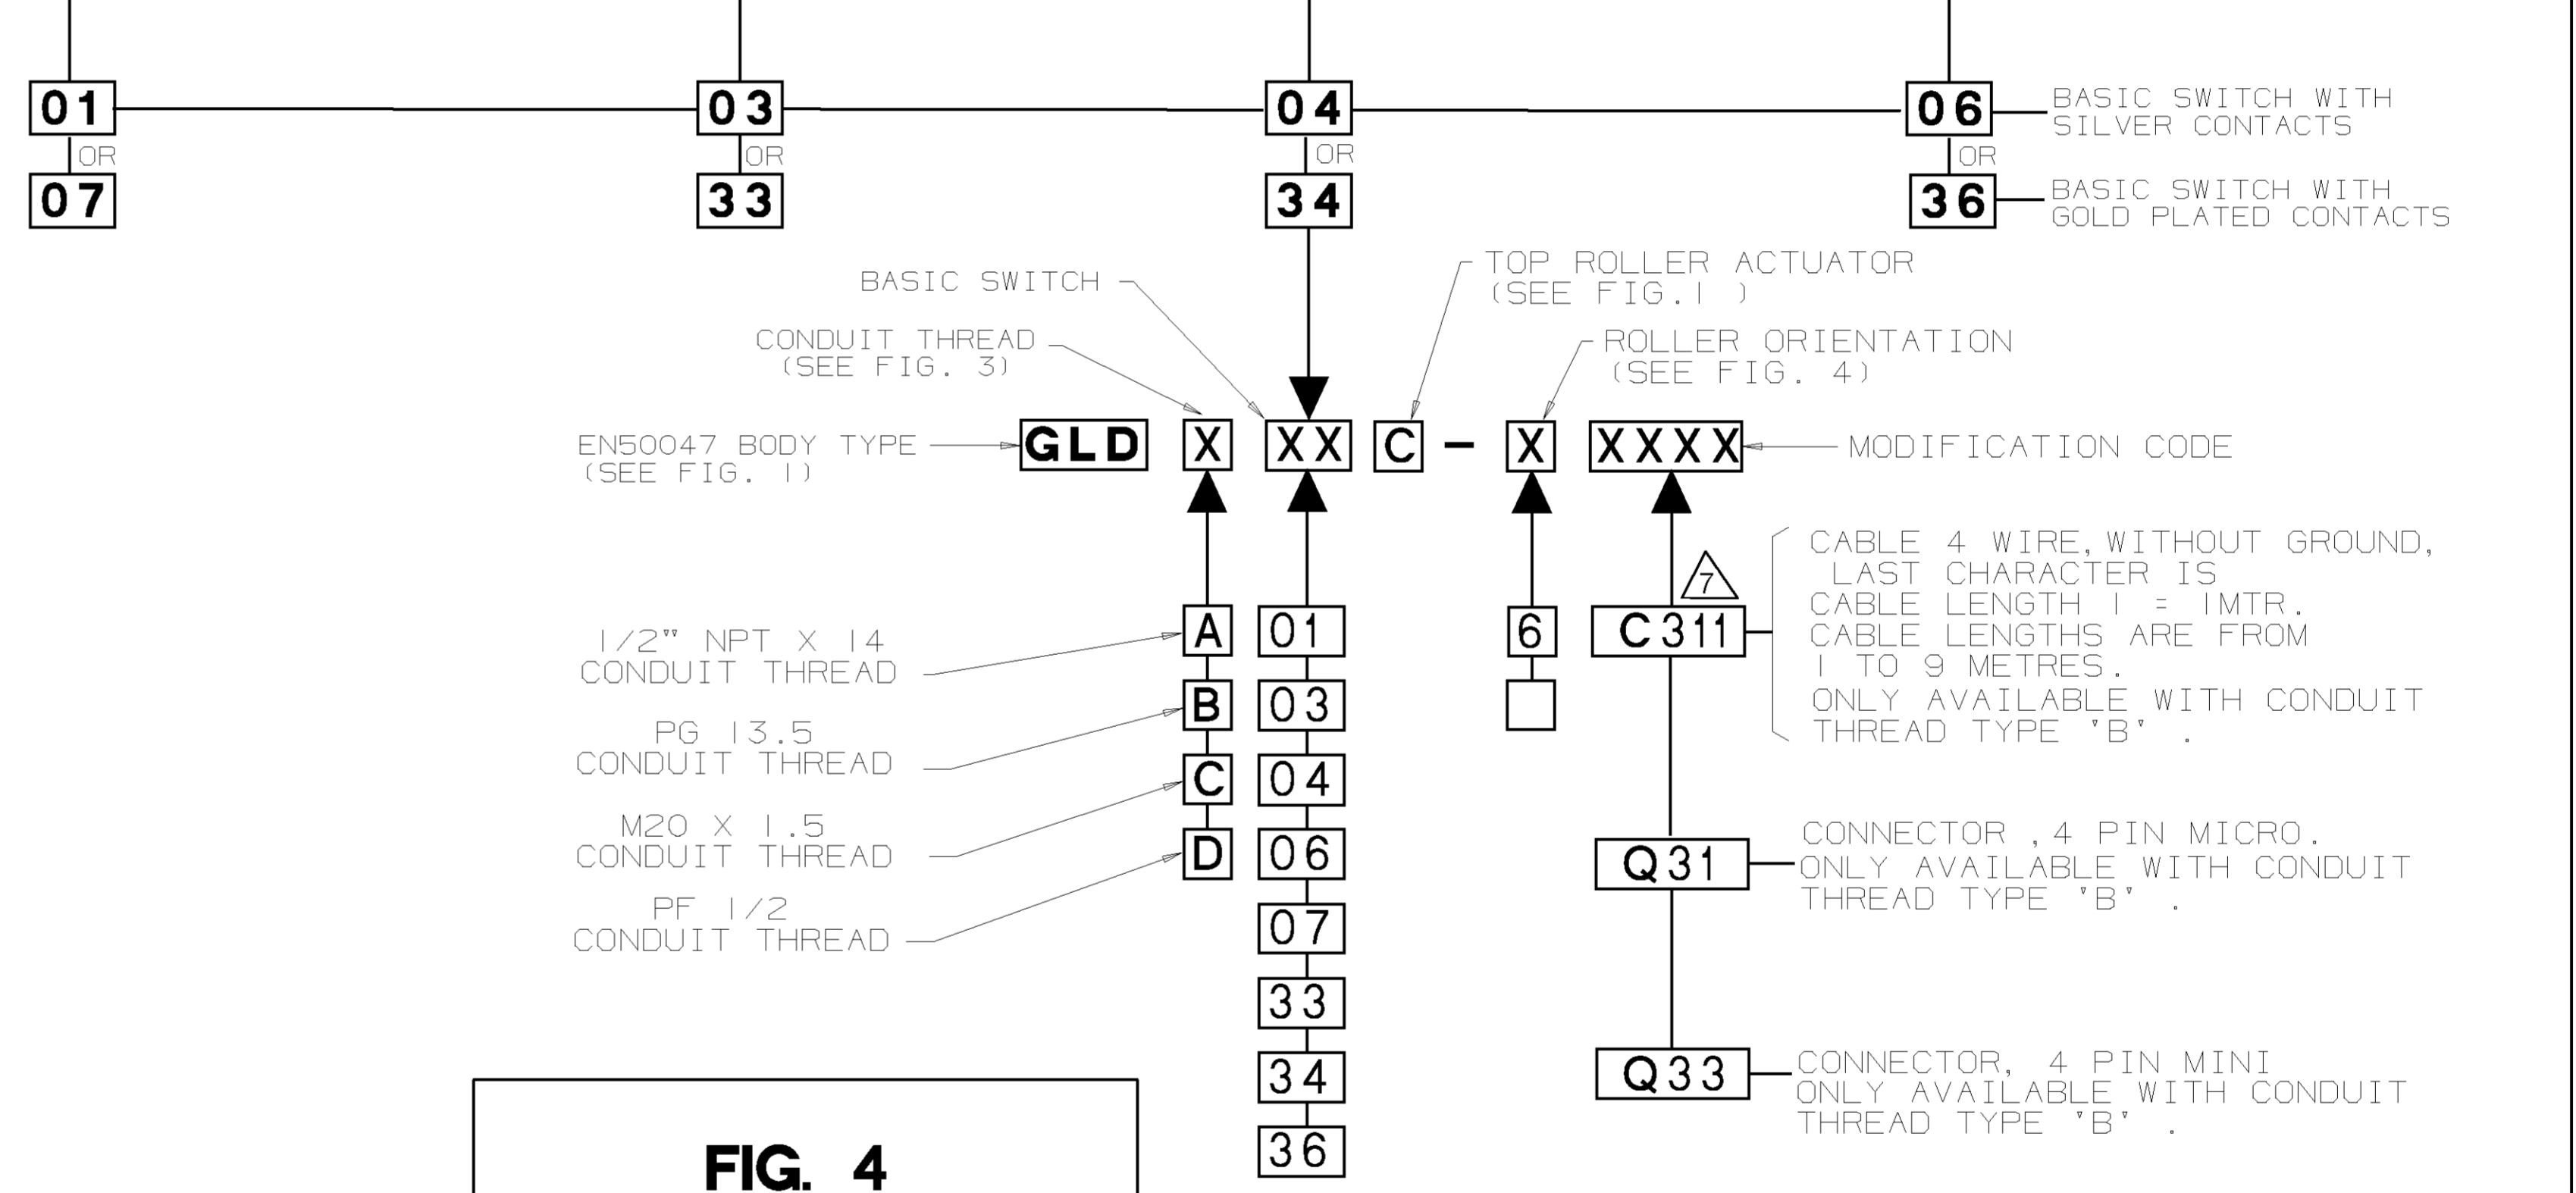 01
03
04
06
BASIC SWITCH WITH
SILVER CONTACTS
OR
OR
OR
OR
07
33
34
36
BASIC SWITCH WITH
GOLD PLATED CONTACTS
BASIC SWITCH
TOP ROLLER ACTUATOR
(SEE FIG.1 )
CONDUIT THREAD
(SEE FIG. 3)
ROLLER ORIENTATION
(SEE FIG. 4)
EN50047 BODY TYPE
(SEE FIG. 1)
GLD X XX C - X XXXX
MODIFICATION CODE
1/2" NPT X 14
CONDUIT THREAD
PG 13.5
CONDUIT THREAD
M20 X 1.5
CONDUIT THREAD
PF 1/2
CONDUIT THREAD
A
B
C
D
01
03
04
06
07
33
34
36
6
7
C311
CABLE 4 WIRE, WITHOUT GROUND,
LAST CHARACTER IS
CABLE LENGTH 1 = 1MTR.
CABLE LENGTHS ARE FROM
1 TO 9 METRES.
ONLY AVAILABLE WITH CONDUIT
THREAD TYPE 'B' .
Q31
CONNECTOR ,4 PIN MICRO.
ONLY AVAILABLE WITH CONDUIT
THREAD TYPE 'B' .
Q33
CONNECTOR, 4 PIN MINI
ONLY AVAILABLE WITH CONDUIT
THREAD TYPE 'B' .
FIG. 4